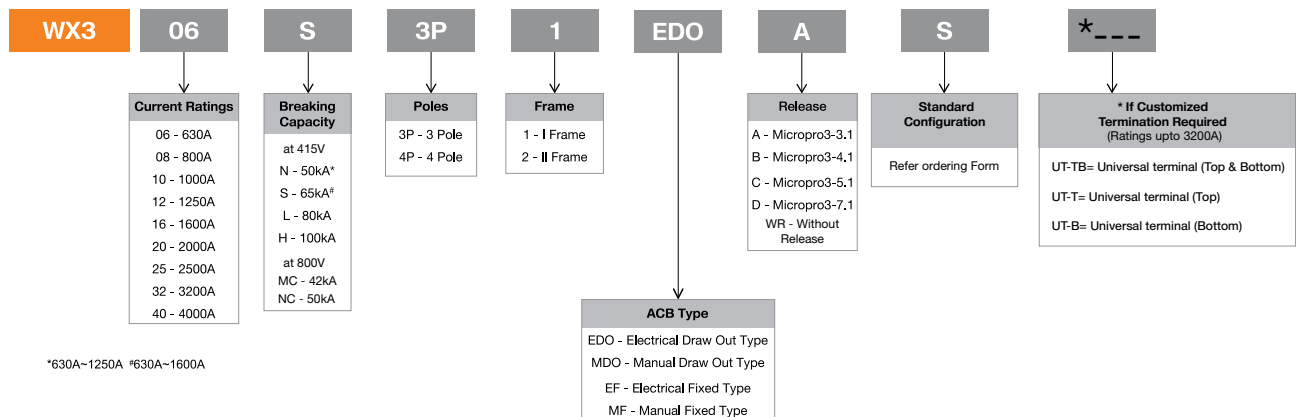 WX3 06 S 3P 1 EDO A S *___
Current Ratings
06 - 630A
08 - 800A
10 - 1000A
12 - 1250A
16 - 1600A
20 - 2000A
25 - 2500A
32 - 3200A
40 - 4000A
Breaking
Capacity
at 415V
N - 50kA*
S - 65kA#
L - 80kA
H - 100kA
at 800V
MC - 42kA
NC - 50kA
Poles
3P - 3 Pole
4P - 4 Pole
Frame
1 - I Frame
2 - II Frame
Release
A - Micropro3-3.1
B - Micropro3-4.1
C - Micropro3-5.1
D - Micropro3-7.1
WR - Without
Release
Standard
Configuration
Refer ordering Form
* If Customized
Termination Required
(Ratings upto 3200A)
UT-TB= Universal terminal (Top & Bottom)
UT-T= Universal terminal (Top)
UT-B= Universal terminal (Bottom)
ACB Type
EDO - Electrical Draw Out Type
MDO - Manual Draw Out Type
EF - Electrical Fixed Type
MF - Manual Fixed Type
*630A~1250A #630A~1600A